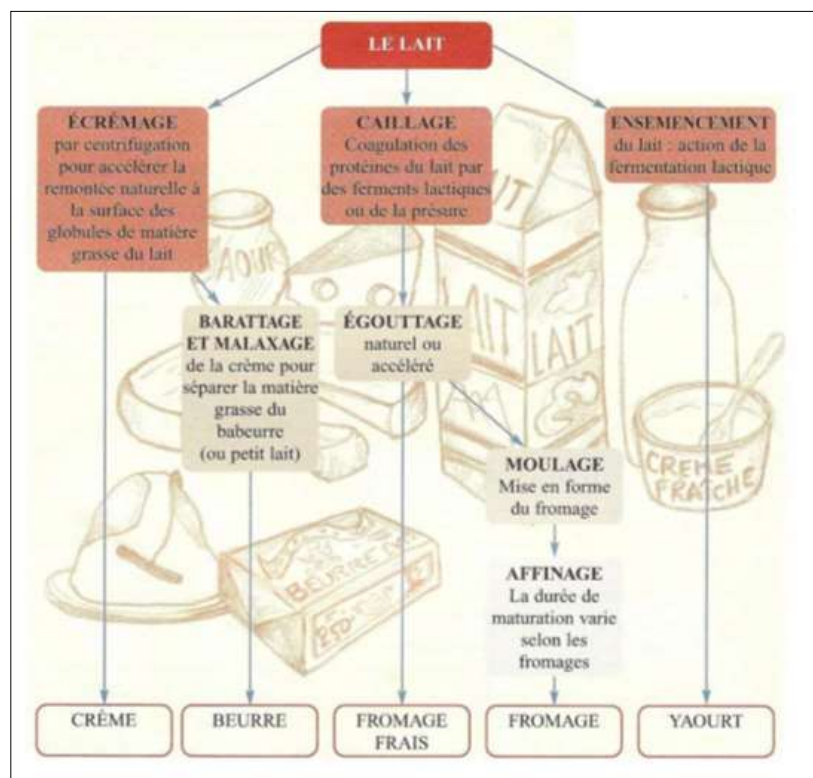 LE LAIT
ÉCRÉMAGE
par centrifugation
pour accélérer la
remontée naturelle à
la surface des
globules de matière
grasse du lait
CAILLAGE
Coagulation des
protéines du lait par
des ferments lactiques
ou de la présure
ENSEMENCEMENT
du lait : action de la
fermentation lactique
BARATTAGE
ET MALAXAGE
de la crème pour
séparer la matière
grasse du
babeurre
(ou petit lait)
ÉGOUTTAGE
naturel ou
accéléré
MOULAGE
Mise en forme
du fromage
AFFINAGE
La durée de
maturation varie
selon les
fromages
CRÈME
BEURRE
FROMAGE
FRAIS
FROMAGE
YAOURT
LAIT
LAIT
CREME
FRAÎCHE
BEURRE
250